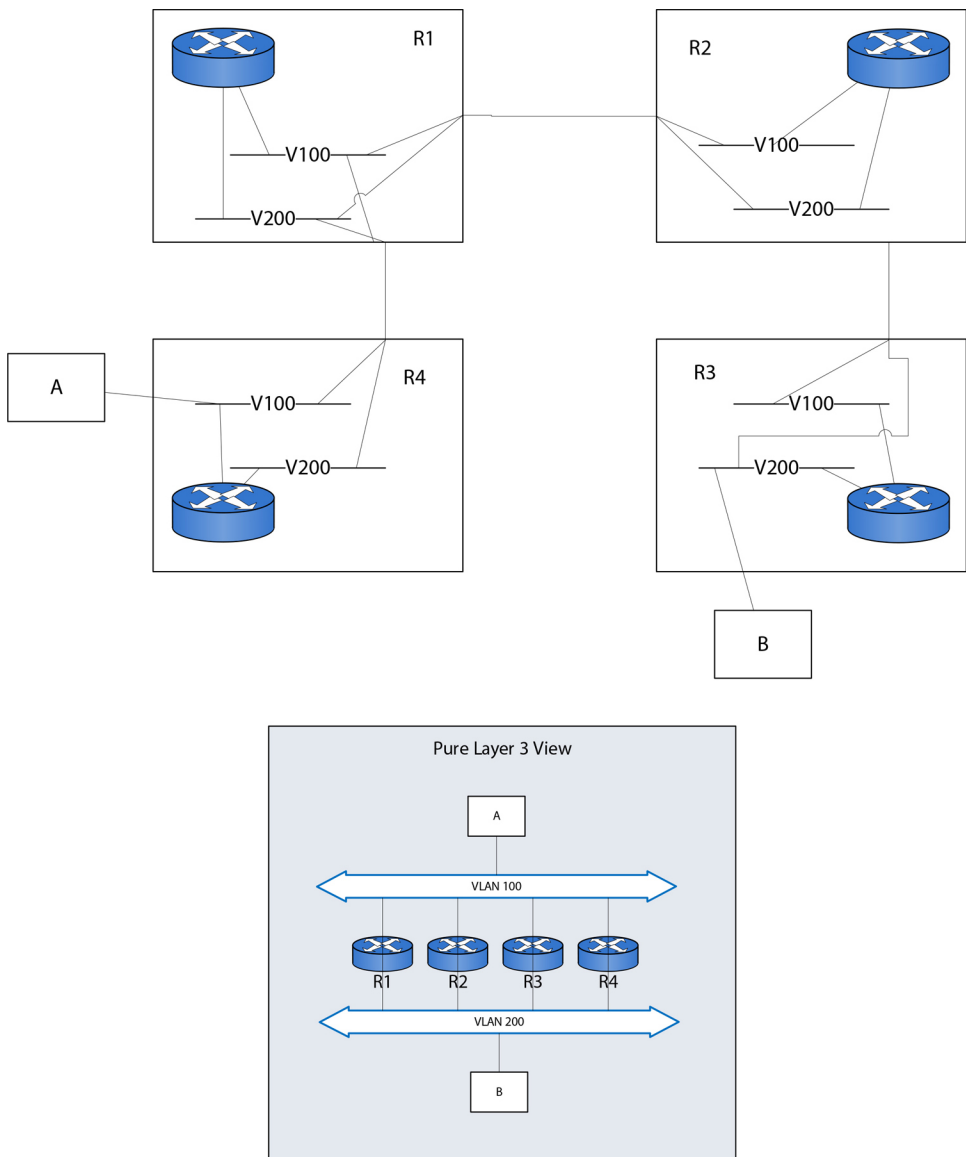 R1
V100
V200
R2
V100
V200
A
R4
V100
V200
R3
V100
V200
B
Pure Layer 3 View
A
VLAN 100
R1 R2 R3 R4
VLAN 200
B